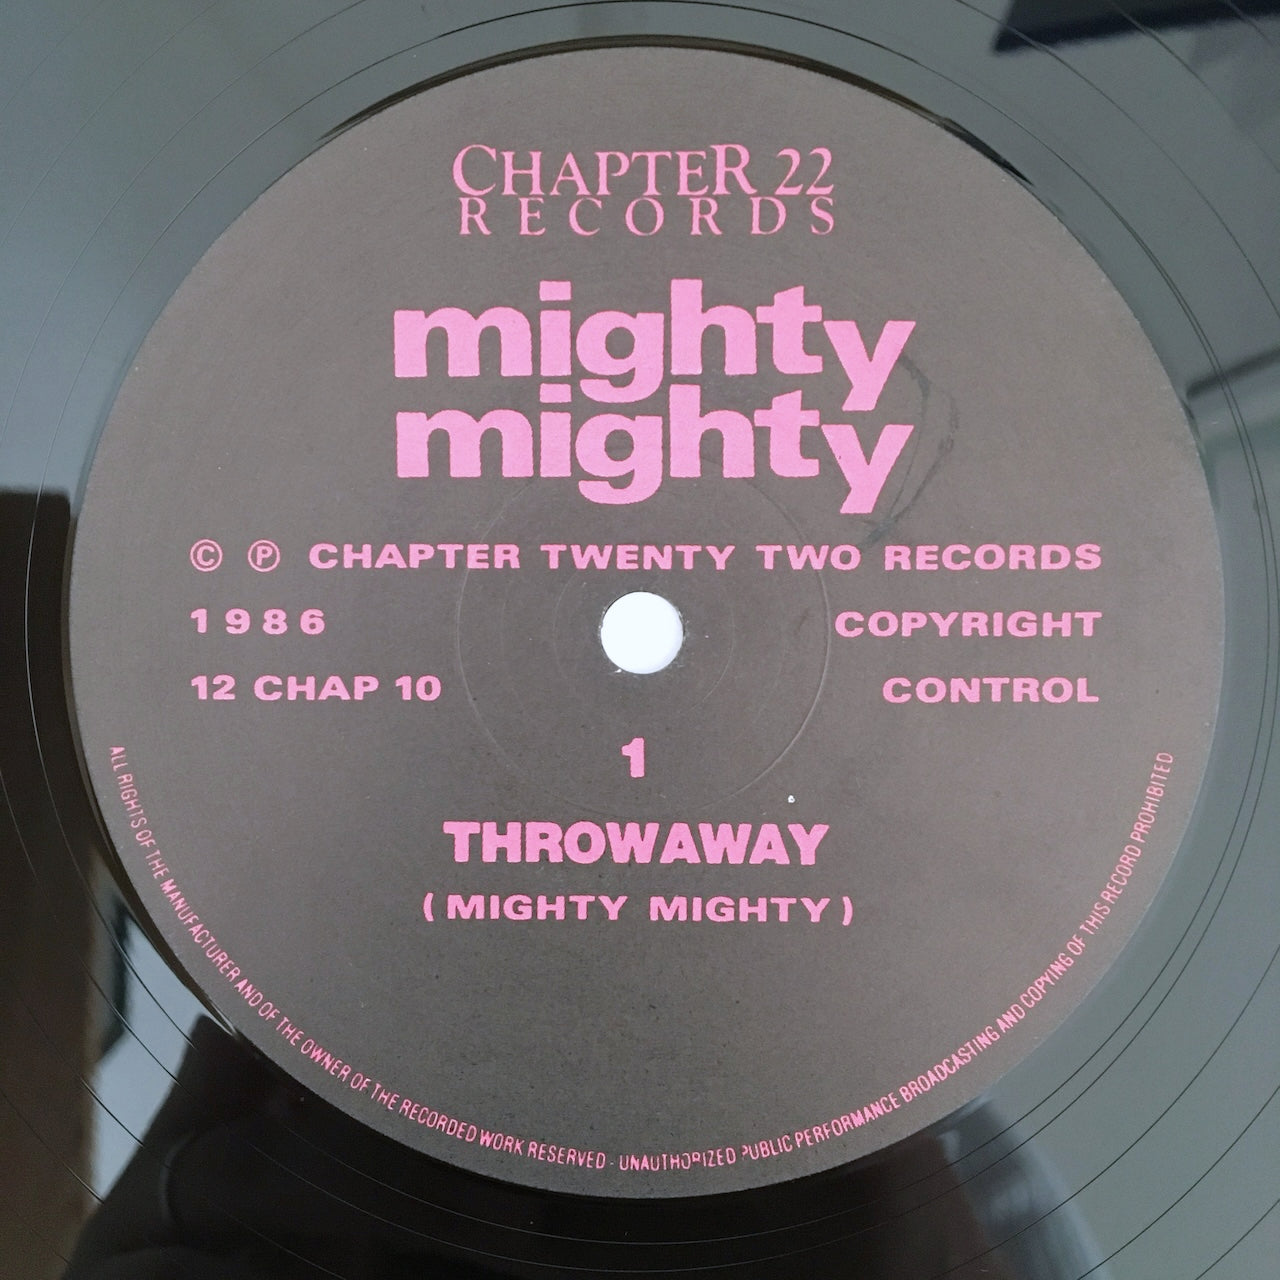 CHAPTER 22
RECORDS
mighty
mighty
© ℗ CHAPTER TWENTY TWO RECORDS
1986 COPYRIGHT
12 CHAP 10 CONTROL
1
THROWAWAY
(MIGHTY MIGHTY)
ALL RIGHTS OF THE MANUFACTURER AND OF THE OWNER OF THE RECORDED WORK RESERVED - UNAUTHORIZED PUBLIC PERFORMANCE BROADCASTING AND COPYING OF THIS RECORD PROHIBITED